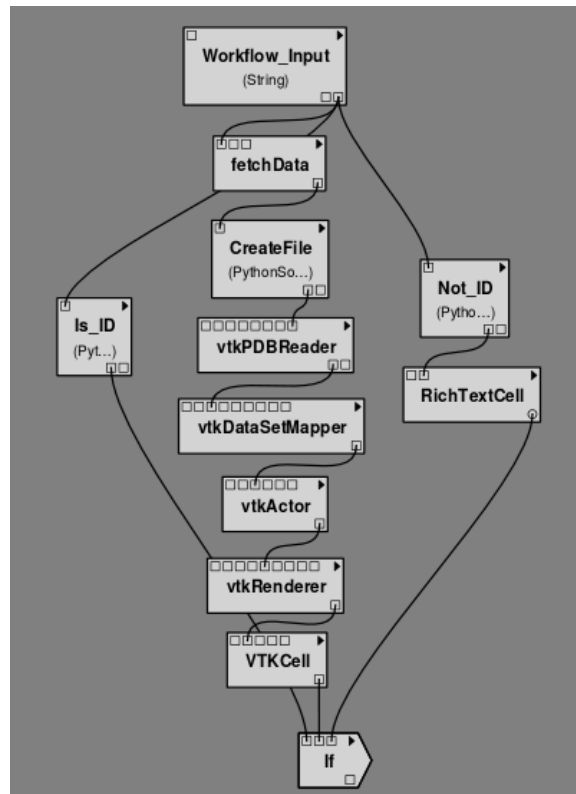 Workflow_Input
(String)
fetchData
CreateFile
(PythonSo...)
Is_ID
(Pyt...)
Not_ID
(Pytho...)
vtkPDBReader
RichTextCell
vtkDataSetMapper
vtkActor
vtkRenderer
VTKCell
If